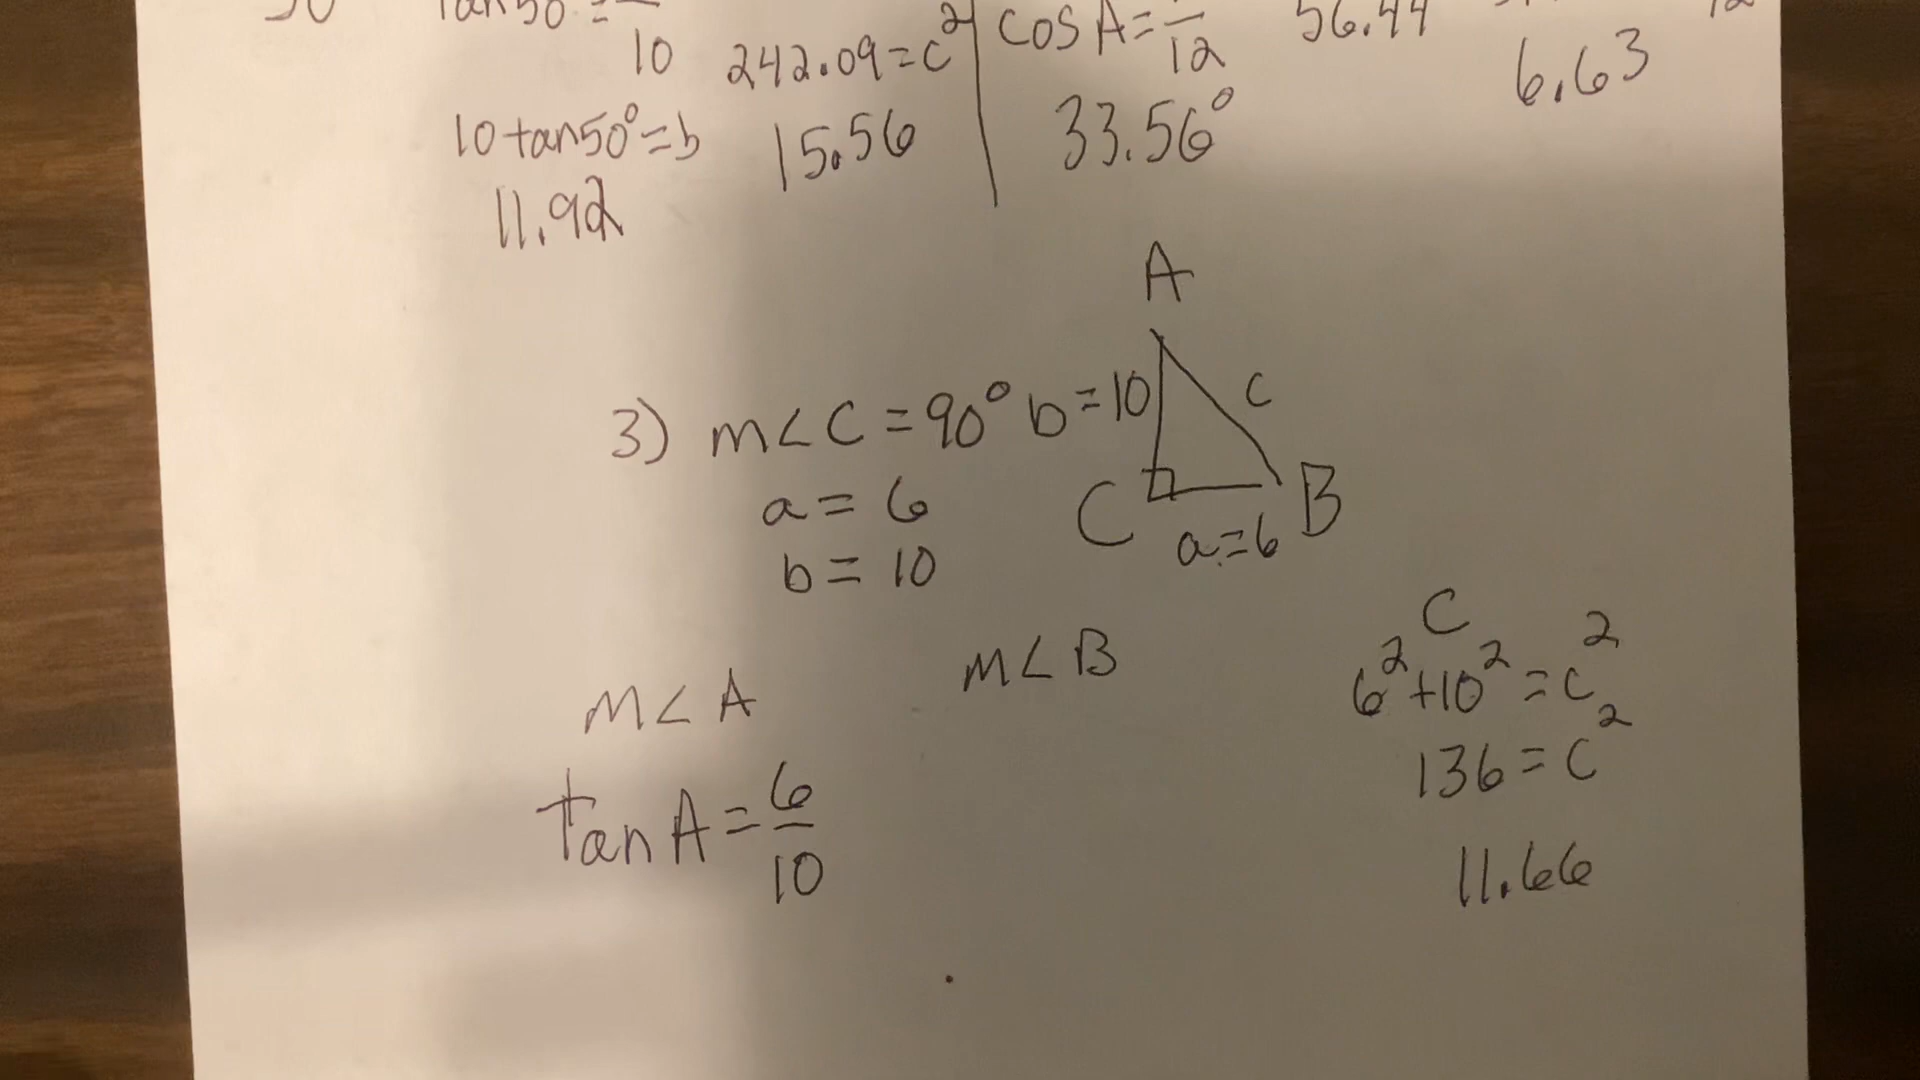 10
242.09=c²
cos A= 12
56.44
6.63
10tan50°=b
15.56
33.56°
11.92
A
3) m<C=90° b=10
c
a=6
C
B
b=10
a=6
m<A
m<B
C
6²+10²=c²
136=c²
11.66
tan A=6/10